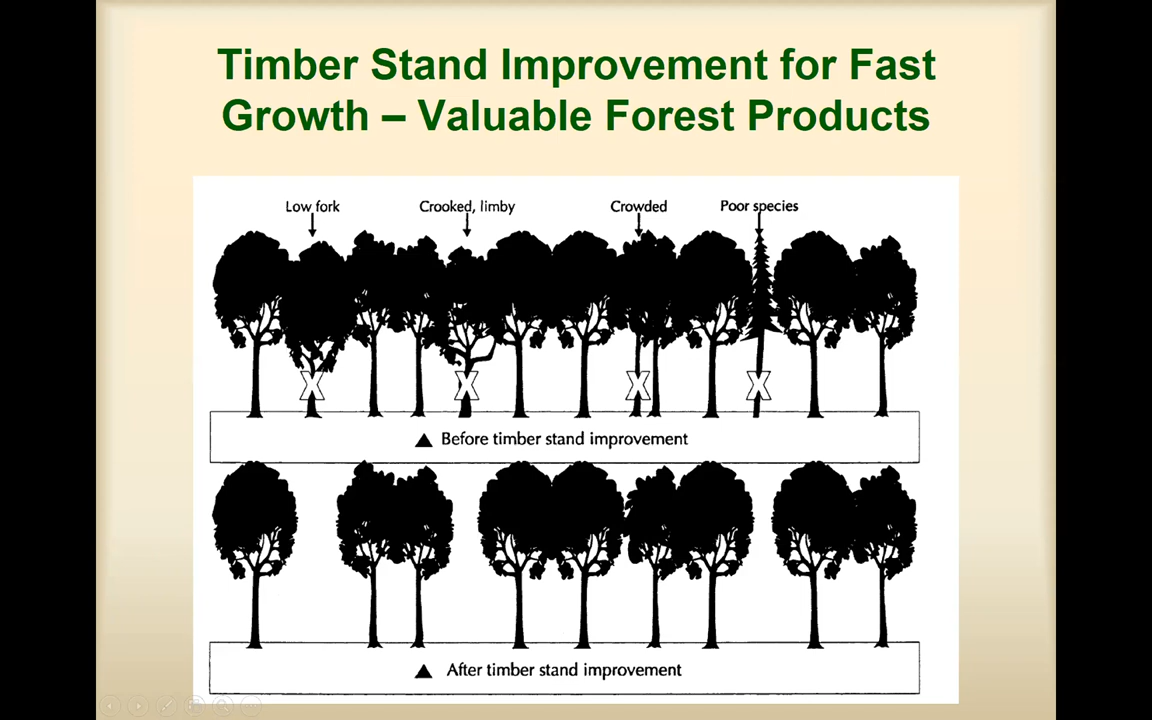 Timber Stand Improvement for Fast
Growth – Valuable Forest Products
Low fork
Crooked, limby
Crowded
Poor species
X
X
X
X
▲ Before timber stand improvement
▲ After timber stand improvement